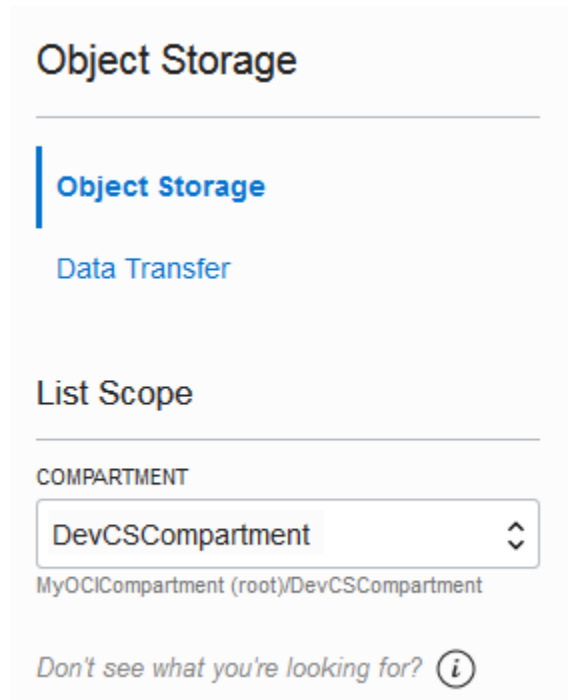 Object Storage
Object Storage
Data Transfer
List Scope
COMPARTMENT
DevCSCompartment
MyOCICompartment (root)/DevCSCompartment
Don't see what you're looking for? i